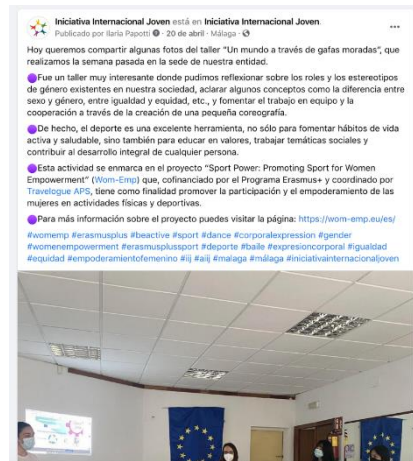 Iniciativa Internacional Joven está en Iniciativa Internacional Joven.
Publicado por Ilaria Papotti · 20 de abril · Málaga ·
Hoy queremos compartir algunas fotos del taller "Un mundo a través de gafas moradas", que
realizamos la semana pasada en la sede de nuestra entidad.
🟣Fue un taller muy interesante donde pudimos reflexionar sobre los roles y los estereotipos
de género existentes en nuestra sociedad, aclarar algunos conceptos como la diferencia entre
sexo y género, entre igualdad y equidad, etc., y fomentar el trabajo en equipo y la
cooperación a través de la creación de una pequeña coreografía.
🟣De hecho, el deporte es una excelente herramienta, no sólo para fomentar hábitos de vida
activa y saludable, sino también para educar en valores, trabajar temáticas sociales y
contribuir al desarrollo integral de cualquier persona.
🟣Esta actividad se enmarca en el proyecto "Sport Power: Promoting Sport for Women
Empowerment" (Wom-Emp) que, cofinanciado por el Programa Erasmus+ y coordinado por
Travelogue APS, tiene como finalidad promover la participación y el empoderamiento de las
mujeres en actividades físicas y deportivas.
🟣Para más información sobre el proyecto puedes visitar la página: https://wom-emp.eu/es/
#womemp #erasmusplus #beactive #sport #dance #corporalexpression #gender
#womenempowerment #erasmusplussport #deporte #baile #expresioncorporal #igualdad
#equidad #empoderamientofemenino #iij #aiij #malaga #málaga #iniciativainternacionaljoven